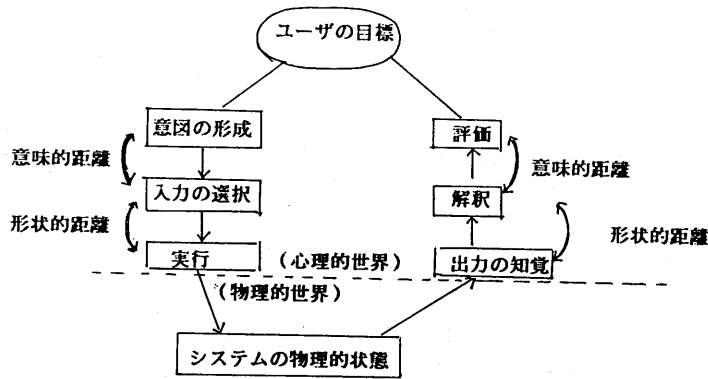 ユーザの目標
意図の形成
評価
意味的距離
意味的距離
入力の選択
解釈
形状的距離
形状的距離
実行
(心理的世界)
出力の知覚
(物理的世界)
システムの物理的状態